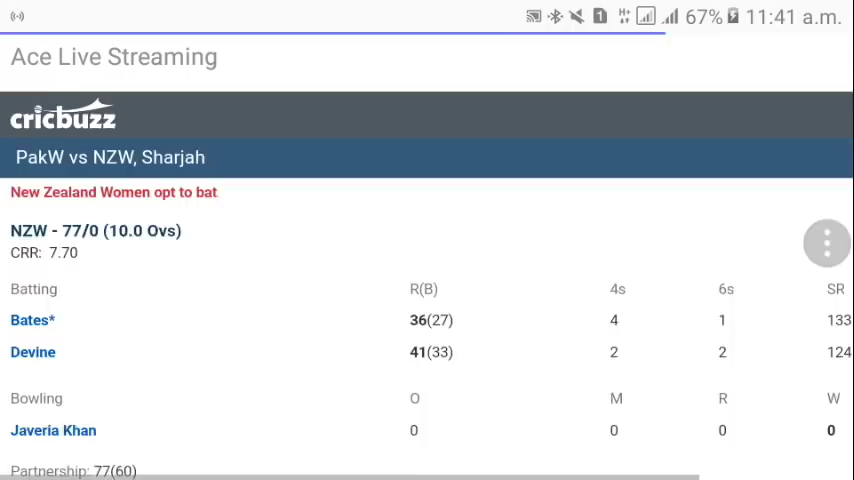 1 H+ 67% 11:41 a.m.
Ace Live Streaming
cricbuzz
PakW vs NZW, Sharjah
New Zealand Women opt to bat
NZW - 77/0 (10.0 Ovs)
CRR: 7.70
Batting R(B) 4s 6s SR
Bates* 36(27) 4 1 133
Devine 41(33) 2 2 124
Bowling O M R W
Javeria Khan 0 0 0 0
Partnership: 77(60)